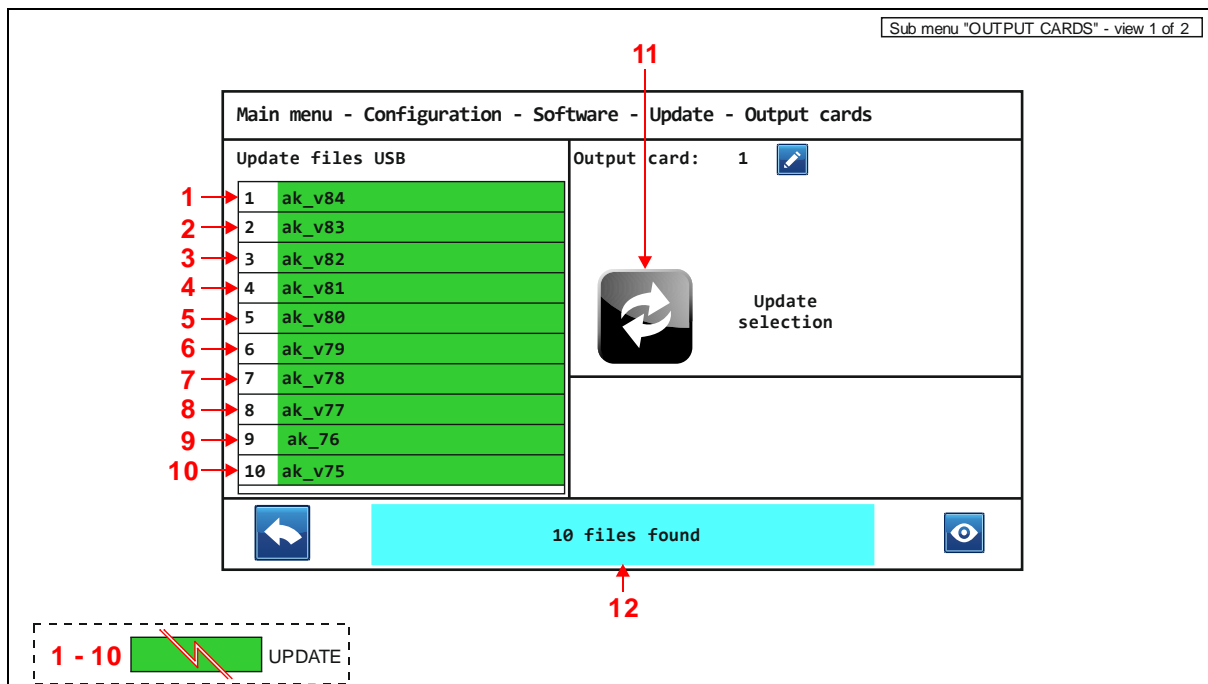 Sub menu "OUTPUT CARDS" - view 1 of 2
11
Main menu - Configuration - Software - Update - Output cards
Update files USB
Output card: 1
1 1 ak_v84
2 2 ak_v83
3 3 ak_v82
4 4 ak_v81
5 5 ak_v80
6 6 ak_v79
7 7 ak_v78
8 8 ak_v77
9 9 ak_76
10 10 ak_v75
Update
selection
10 files found
12
1 - 10 UPDATE